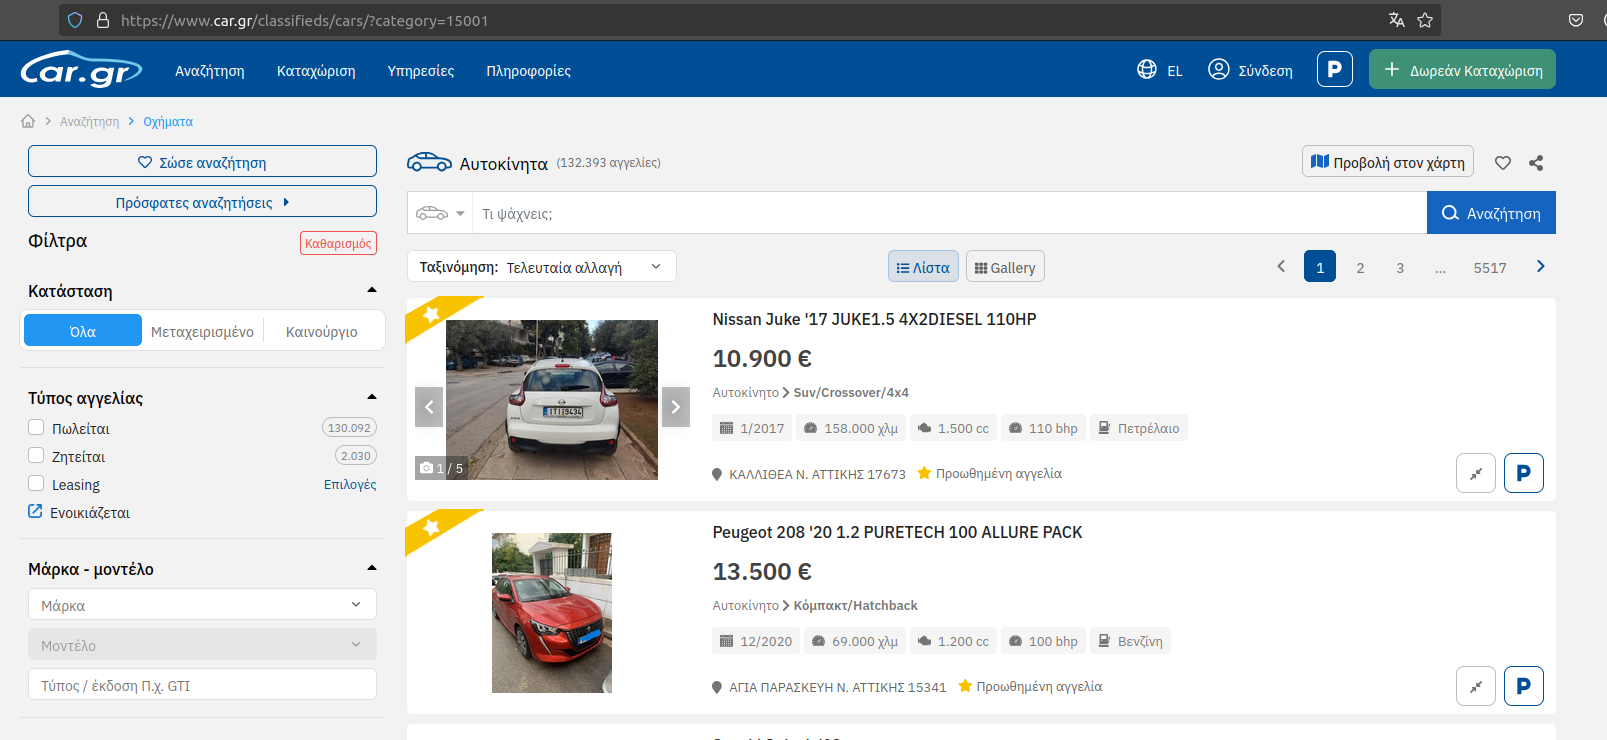 https://www.car.gr/classifieds/cars/?category=15001
car.gr
Αναζήτηση
Καταχώριση
Υπηρεσίες
Πληροφορίες
EL
Σύνδεση
P
Δωρεάν Καταχώριση
Αναζήτηση
Οχήματα
Σώσε αναζήτηση
Πρόσφατες αναζητήσεις
Φίλτρα
Καθαρισμός
Κατάσταση
Όλα
Μεταχειρισμένο
Καινούργιο
Τύπος αγγελίας
Πωλείται
130.092
Ζητείται
2.030
Leasing
Επιλογές
Ενοικιάζεται
Μάρκα - μοντέλο
Μάρκα
Μοντέλο
Τύπος / έκδοση Π.χ. GTI
Αυτοκίνητα (132.393 αγγελίες)
Προβολή στον χάρτη
Τι ψάχνεις;
Αναζήτηση
Ταξινόμηση: Τελευταία αλλαγή
Λίστα
Gallery
1 2 3 ... 5517
ITI 9434
1 / 5
Nissan Juke '17 JUKE1.5 4X2DIESEL 110HP
10.900 €
Αυτοκίνητο Suv/Crossover/4x4
1/2017 158.000 χλμ 1.500 cc 110 bhp Πετρέλαιο
ΚΑΛΛΙΘΕΑ Ν. ΑΤΤΙΚΗΣ 17673 Προωθημένη αγγελία
P
Peugeot 208 '20 1.2 PURETECH 100 ALLURE PACK
13.500 €
Αυτοκίνητο Κόμπακτ/Hatchback
12/2020 69.000 χλμ 1.200 cc 100 bhp Βενζίνη
ΑΓΙΑ ΠΑΡΑΣΚΕΥΗ Ν. ΑΤΤΙΚΗΣ 15341 Προωθημένη αγγελία
P